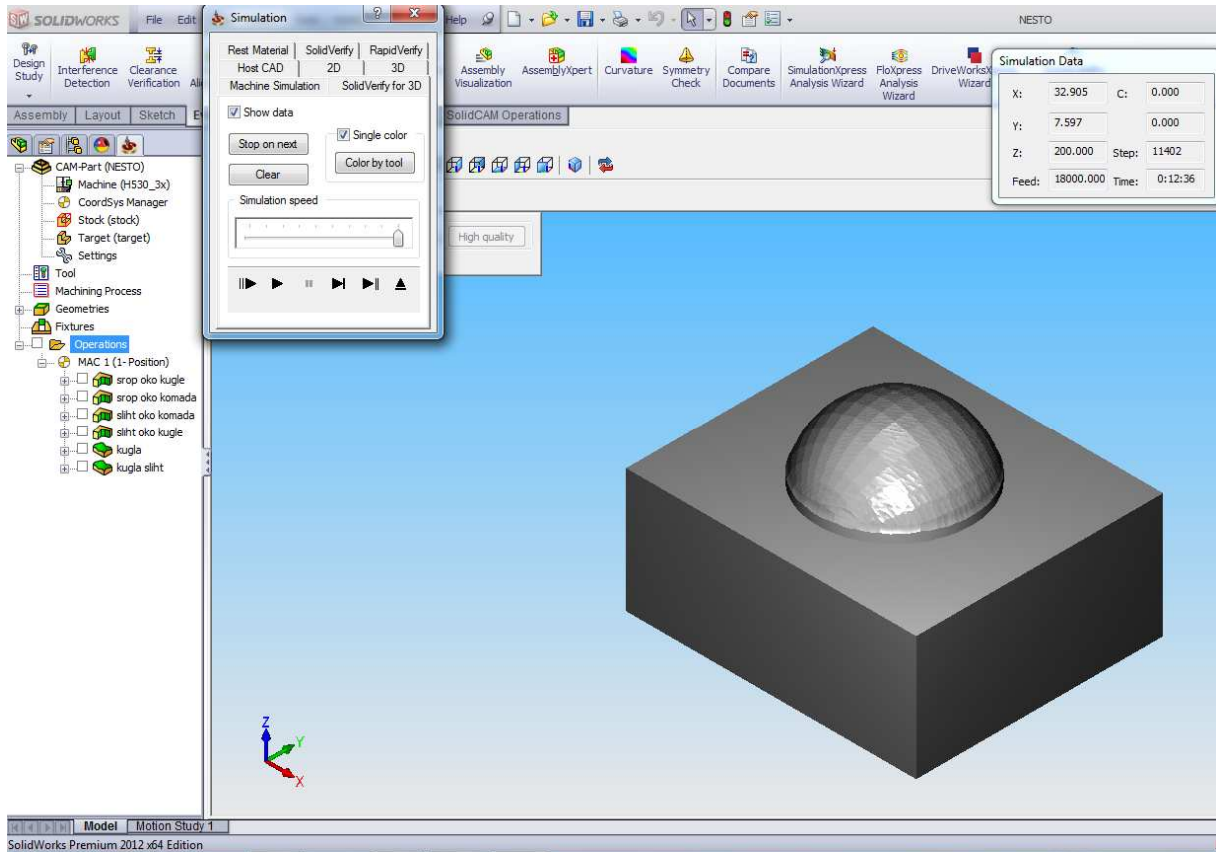 SOLIDWORKS
File
Edit
Help
NESTO
Design Study
Interference Detection
Clearance Verification
Assembly Visualization
AssemblyXpert
Curvature
Symmetry Check
Compare Documents
SimulationXpress Analysis Wizard
FloXpress Analysis Wizard
Wizard
Assembly
Layout
Sketch
SolidCAM Operations
Simulation
Rest Material
SolidVerify
RapidVerify
Host CAD
2D
3D
Machine Simulation
SolidVerify for 3D
Show data
Stop on next
Clear
Single color
Color by tool
Simulation speed
High quality
Simulation Data
X: 32.905 C: 0.000
Y: 7.597 0.000
Z: 200.000 Step: 11402
Feed: 18000.000 Time: 0:12:36
CAM-Part (NESTO)
Machine (H530_3x)
CoordSys Manager
Stock (stock)
Target (target)
Settings
Tool
Machining Process
Geometries
Fixtures
Operations
MAC 1 (1- Position)
srop oko kugle
srop oko komada
sliht oko komada
sliht oko kugle
kugla
kugla sliht
Z
Y
X
Model
Motion Study 1
SolidWorks Premium 2012 x64 Edition